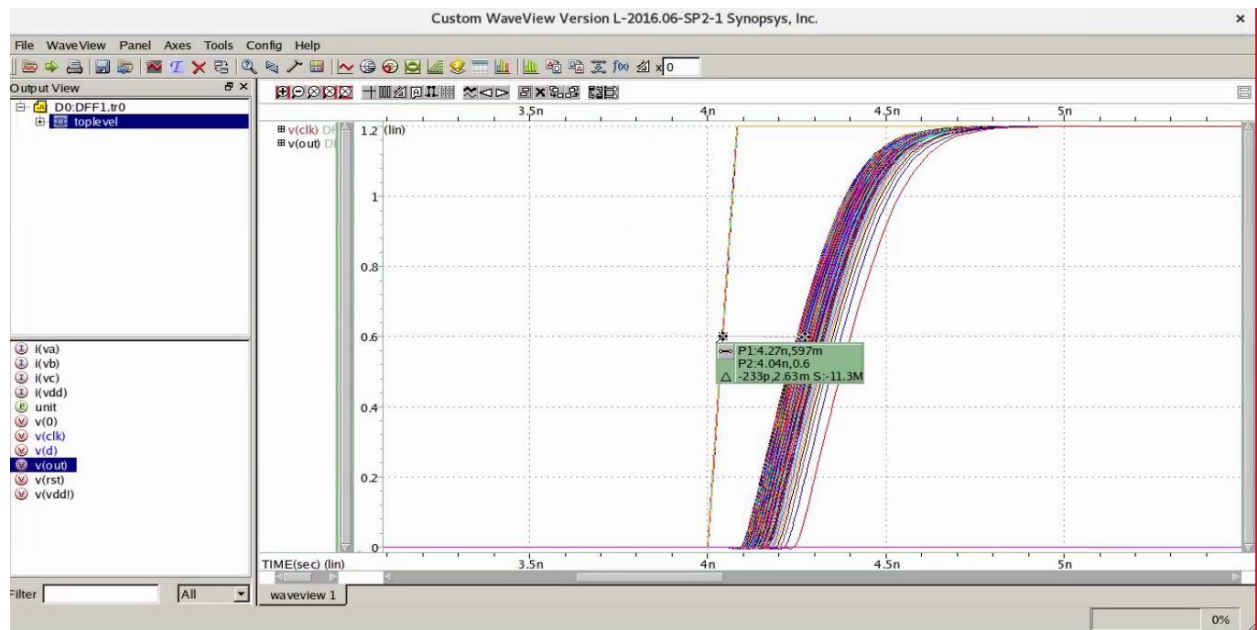 Custom WaveView Version L-2016.06-SP2-1 Synopsys, Inc.
File WaveView Panel Axes Tools Config Help
x 0
Output View
D0:DFF1.tr0
toplevel
i(va)
i(vb)
i(vc)
i(vdd)
unit
v(0)
v(clk)
v(d)
v(out)
v(rst)
v(vdd!)
Filter All
3.5n 4n 4.5n 5n
v(clk)
v(out)
1.2 (lin)
1
0.8
0.6
0.4
0.2
0
P1:4.27n,597m
P2:4.04n,0.6
△ -233p,2.63m S:-11.3M
TIME(sec) (lin) 3.5n 4n 4.5n 5n
waveview 1
0%